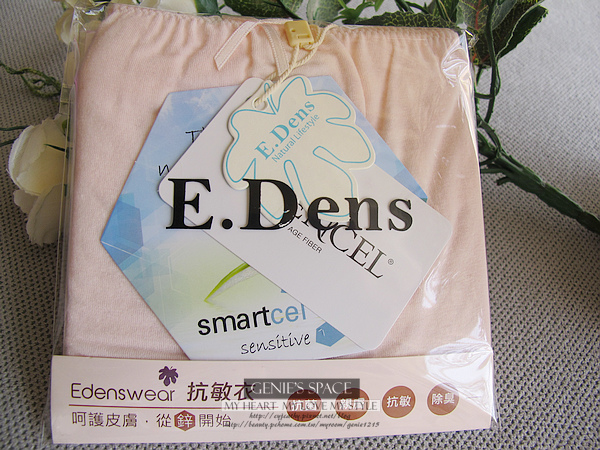 E.Dens
Natural Lifestyle
E.Dens
CEL®
AGE FIBER
smartcel
sensitive
Edenswear 抗敏衣
呵護皮膚，從鋅開始
抗敏
除臭
GENIE'S SPACE
MY HEART MY LOVE MY STYLE